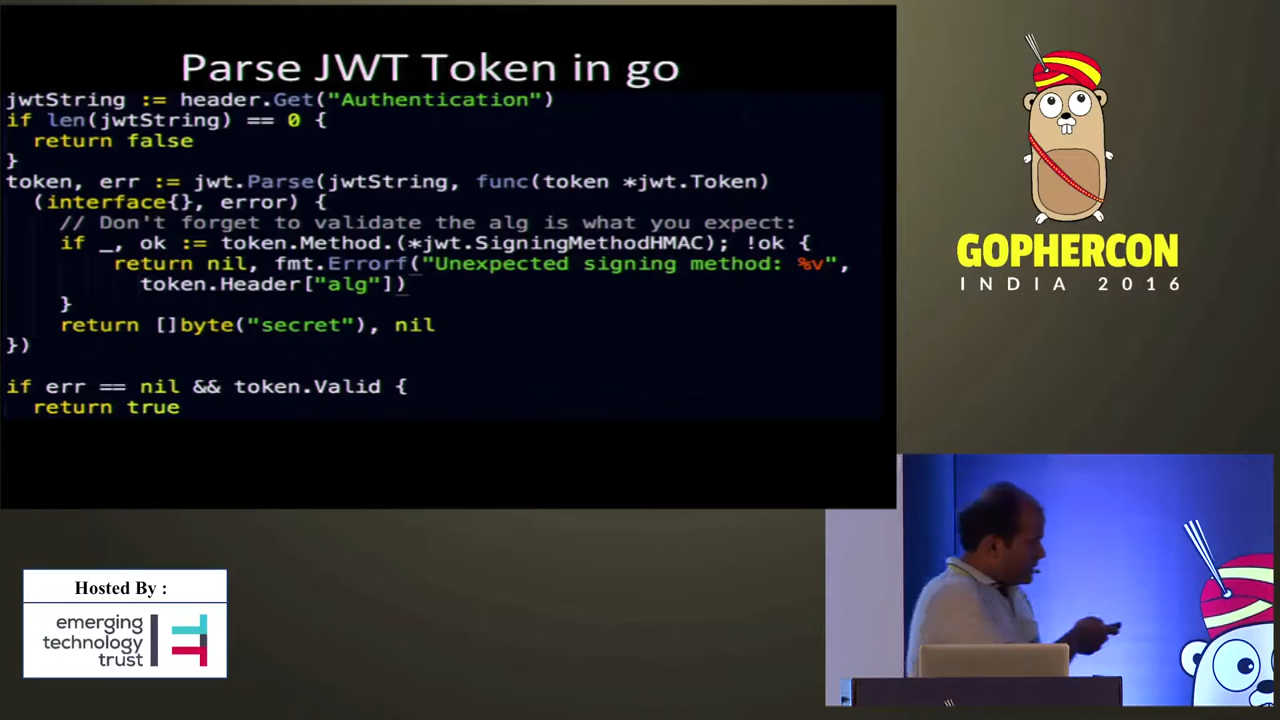 Parse JWT Token in go
jwtString := header.Get("Authentication")
if len(jwtString) == 0 {
  return false
}
token, err := jwt.Parse(jwtString, func(token *jwt.Token)
  (interface{}, error) {
    // Don't forget to validate the alg is what you expect:
    if _, ok := token.Method.(*jwt.SigningMethodHMAC); !ok {
        return nil, fmt.Errorf("Unexpected signing method: %v",
          token.Header["alg"])
    }
    return []byte("secret"), nil
})
if err == nil && token.Valid {
  return true
GOPHERCON
INDIA 2016
Hosted By :
emerging
technology
trust